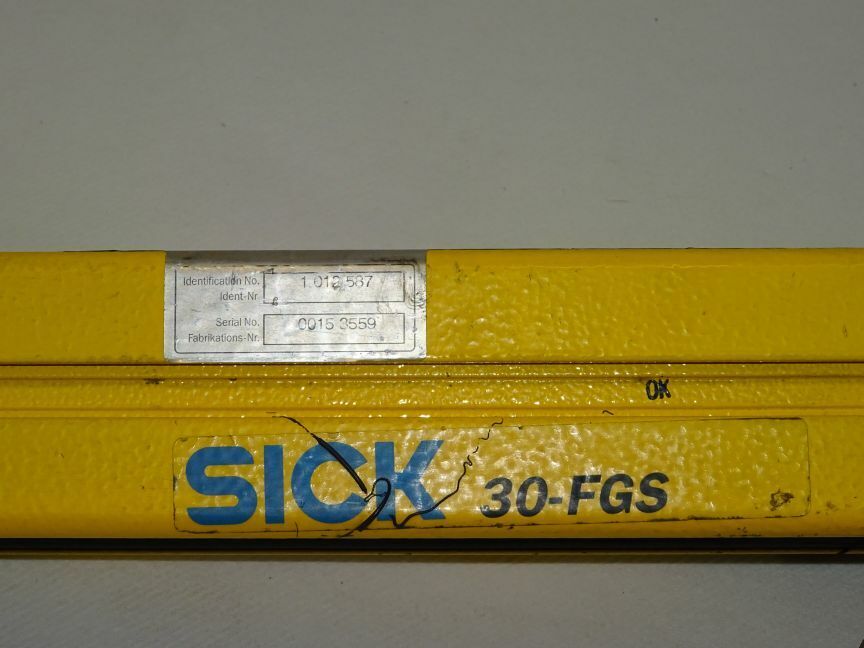 Identification No. 1 012 587
Ident-Nr
Serial No. 0015 3559
Fabrikations-Nr.
OK
SICK 30-FGS